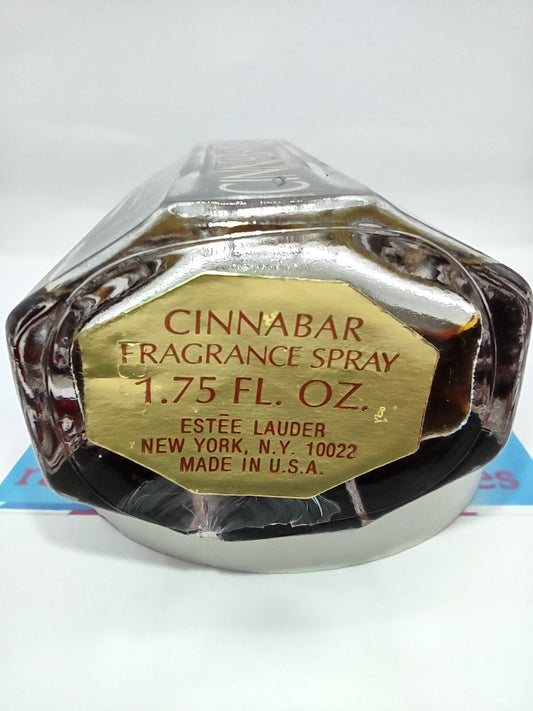 CINNABAR
FRAGRANCE SPRAY
1.75 FL. OZ.
ESTĒE LAUDER
NEW YORK, N.Y. 10022
MADE IN U.S.A.